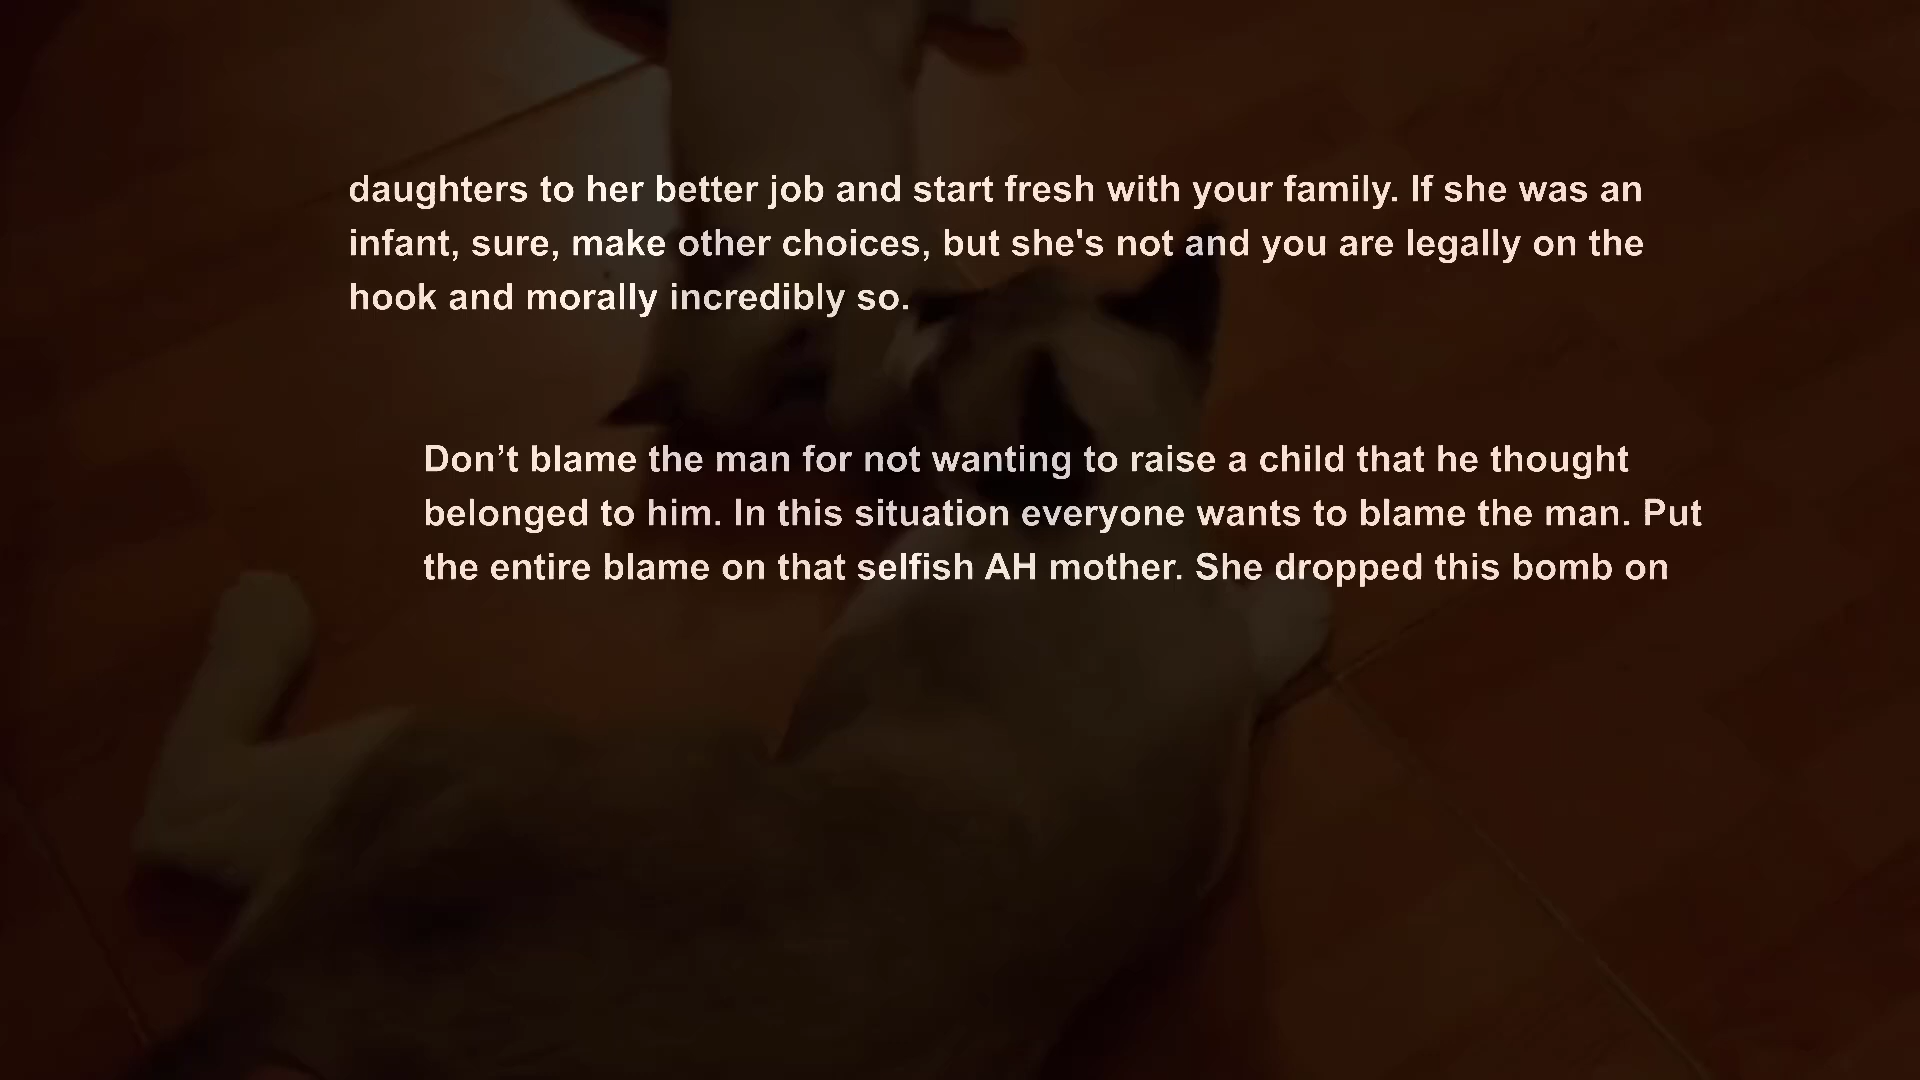 daughters to her better job and start fresh with your family. If she was an
infant, sure, make other choices, but she's not and you are legally on the
hook and morally incredibly so.
Don’t blame the man for not wanting to raise a child that he thought
belonged to him. In this situation everyone wants to blame the man. Put
the entire blame on that selfish AH mother. She dropped this bomb on